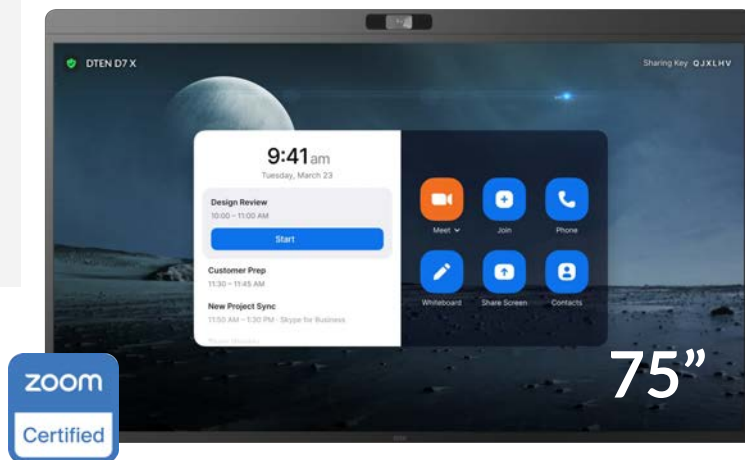 DTEN D7 X
Sharing Key QJXLHV
9:41 am
Tuesday, March 23
Design Review
10:00 – 11:00 AM
Start
Customer Prep
11:30 – 11:45 AM
New Project Sync
11:50 AM – 1:30 PM · Skype for Business
Meet
Join
Phone
Whiteboard
Share Screen
Contacts
75”
zoom
Certified